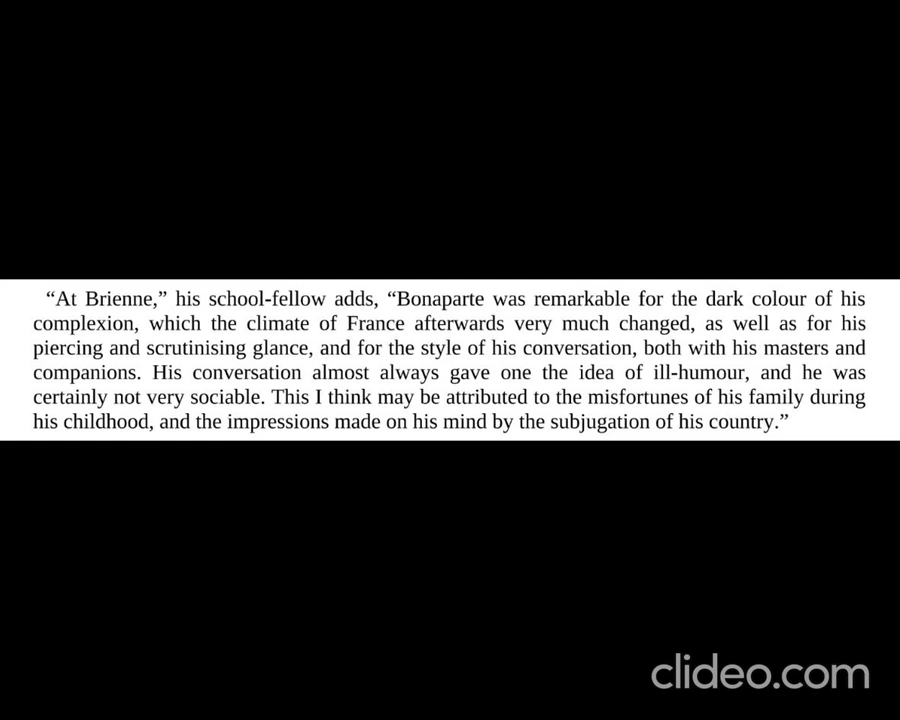 “At Brienne,” his school-fellow adds, “Bonaparte was remarkable for the dark colour of his
complexion, which the climate of France afterwards very much changed, as well as for his
piercing and scrutinising glance, and for the style of his conversation, both with his masters and
companions. His conversation almost always gave one the idea of ill-humour, and he was
certainly not very sociable. This I think may be attributed to the misfortunes of his family during
his childhood, and the impressions made on his mind by the subjugation of his country.”
clideo.com